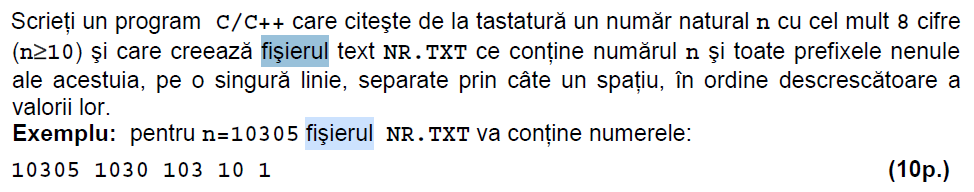 Scrieţi un program C/C++ care citeşte de la tastatură un număr natural n cu cel mult 8 cifre
(n≥10) şi care creează fişierul text NR.TXT ce conţine numărul n şi toate prefixele nenule
ale acestuia, pe o singură linie, separate prin câte un spaţiu, în ordine descrescătoare a
valorii lor.
Exemplu: pentru n=10305 fişierul NR.TXT va conţine numerele:
10305 1030 103 10 1 (10p.)